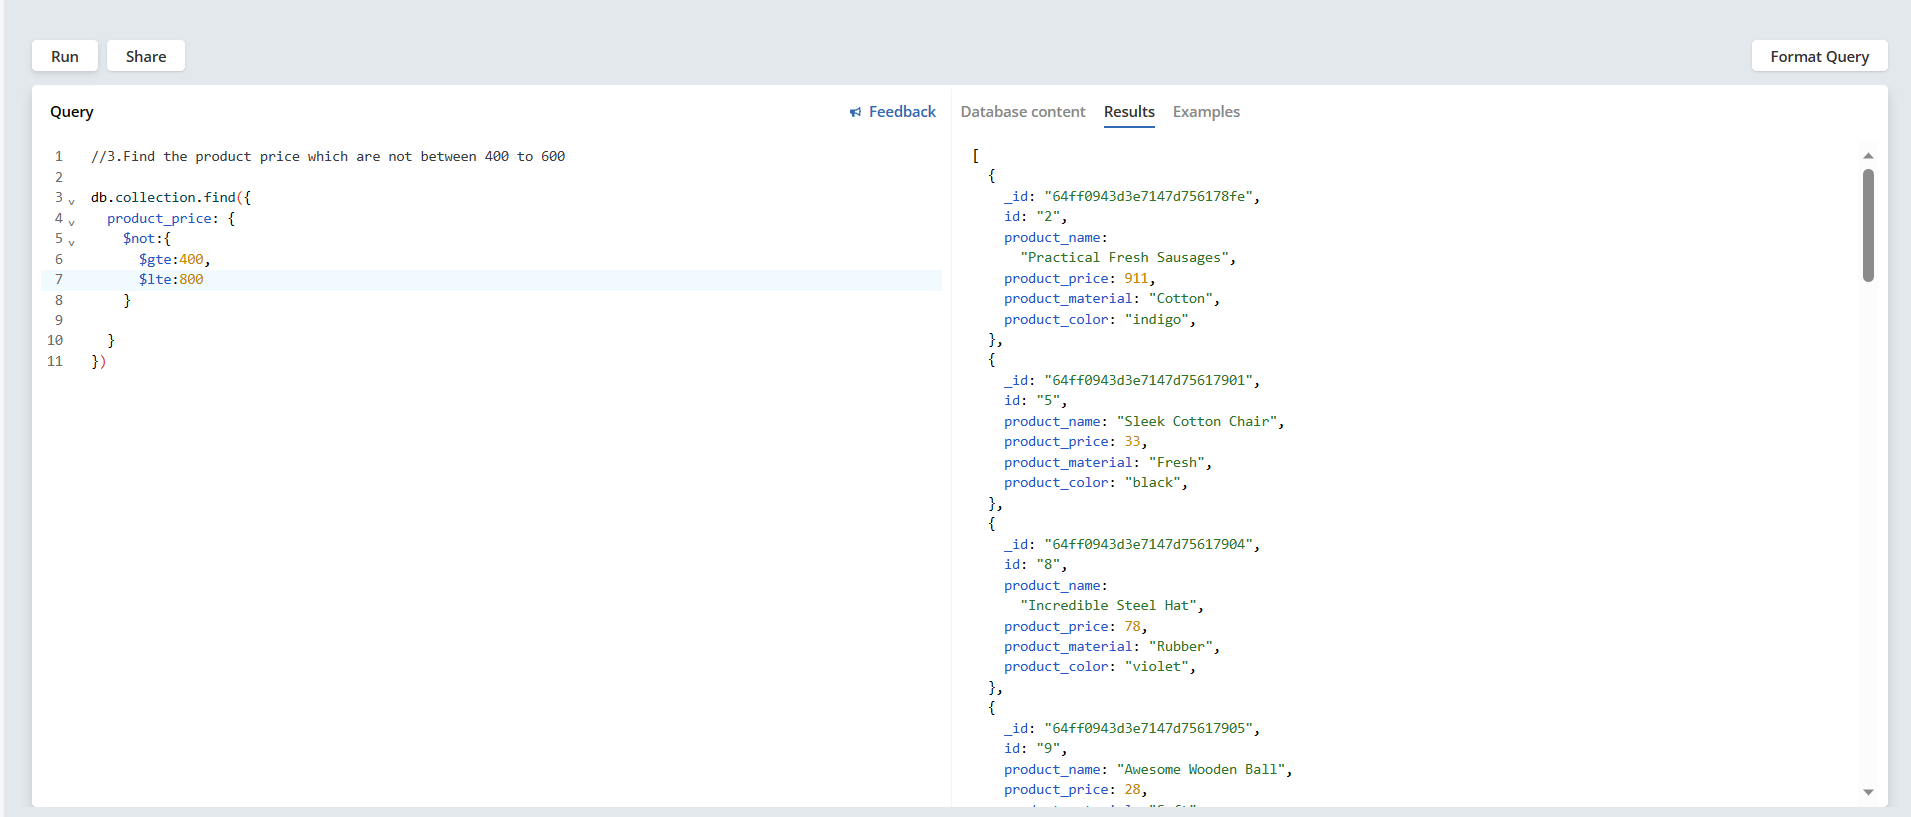 Run Share Format Query
Query Feedback Database content Results Examples
1 //3.Find the product price which are not between 400 to 600
2
3 db.collection.find({
4 product_price: {
5 $not:{
6 $gte:400,
7 $lte:800
8 }
9
10 }
11 })
[
{
_id: "64ff0943d3e7147d756178fe",
id: "2",
product_name:
"Practical Fresh Sausages",
product_price: 911,
product_material: "Cotton",
product_color: "indigo",
},
{
_id: "64ff0943d3e7147d75617901",
id: "5",
product_name: "Sleek Cotton Chair",
product_price: 33,
product_material: "Fresh",
product_color: "black",
},
{
_id: "64ff0943d3e7147d75617904",
id: "8",
product_name:
"Incredible Steel Hat",
product_price: 78,
product_material: "Rubber",
product_color: "violet",
},
{
_id: "64ff0943d3e7147d75617905",
id: "9",
product_name: "Awesome Wooden Ball",
product_price: 28,